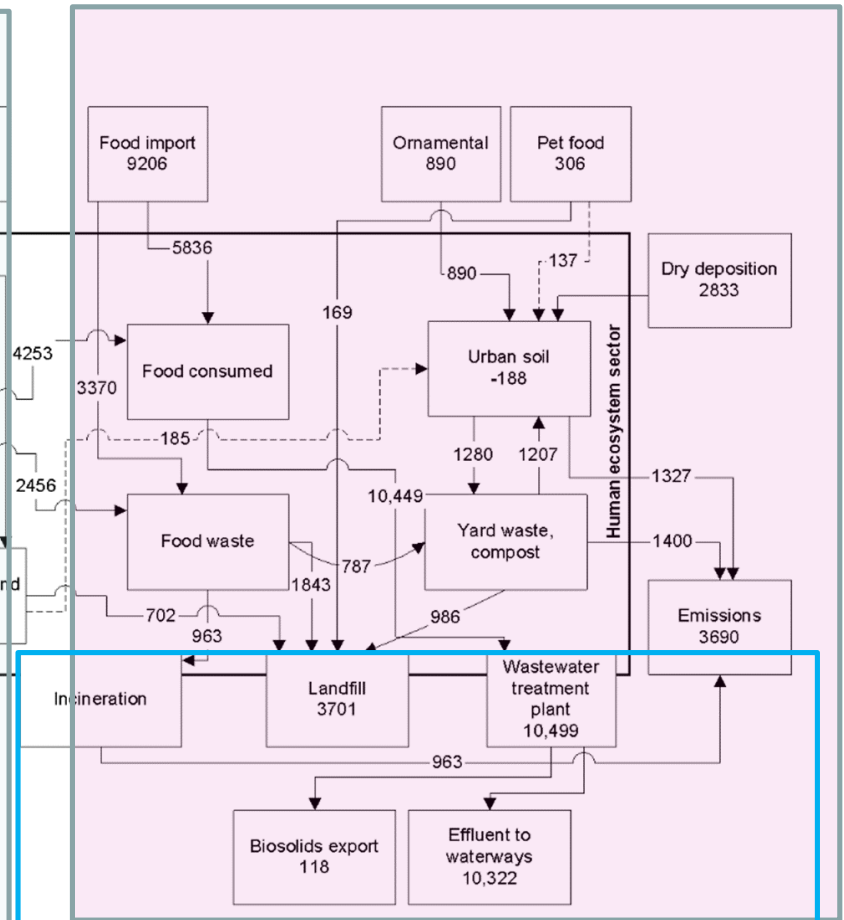 Food import
9206
Ornamental
890
Pet food
306
5836
890
137
Dry deposition
2833
169
4253
Food consumed
3370
Urban soil
-188
Human ecosystem sector
185
2456
10,449
1280
1207
1327
Food waste
Yard waste,
compost
1400
787
1843
nd
702
963
986
Emissions
3690
Incineration
Landfill
3701
Wastewater
treatment
plant
10,499
963
Biosolids export
118
Effluent to
waterways
10,322